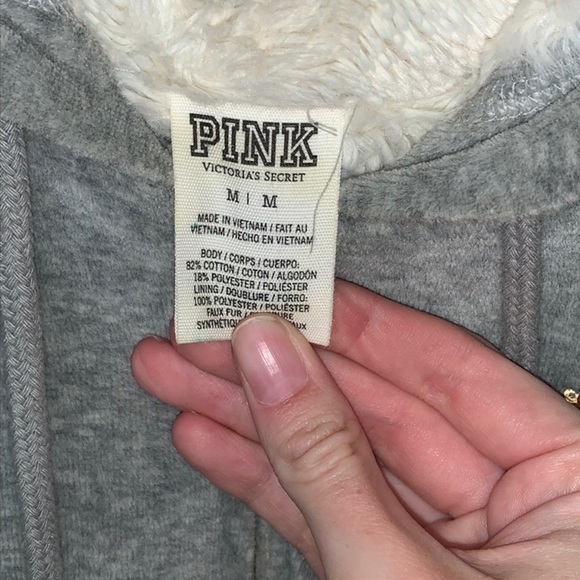 PINK
VICTORIA'S SECRET
M | M
MADE IN VIETNAM / FAIT AU
VIETNAM / HECHO EN VIETNAM
BODY / CORPS / CUERPO:
82% COTTON / COTON / ALGODÓN
18% POLYESTER / POLIÉSTER
LINING / DOUBLURE / FORRO:
100% POLYESTER / POLIÉSTER
FAUX FUR /